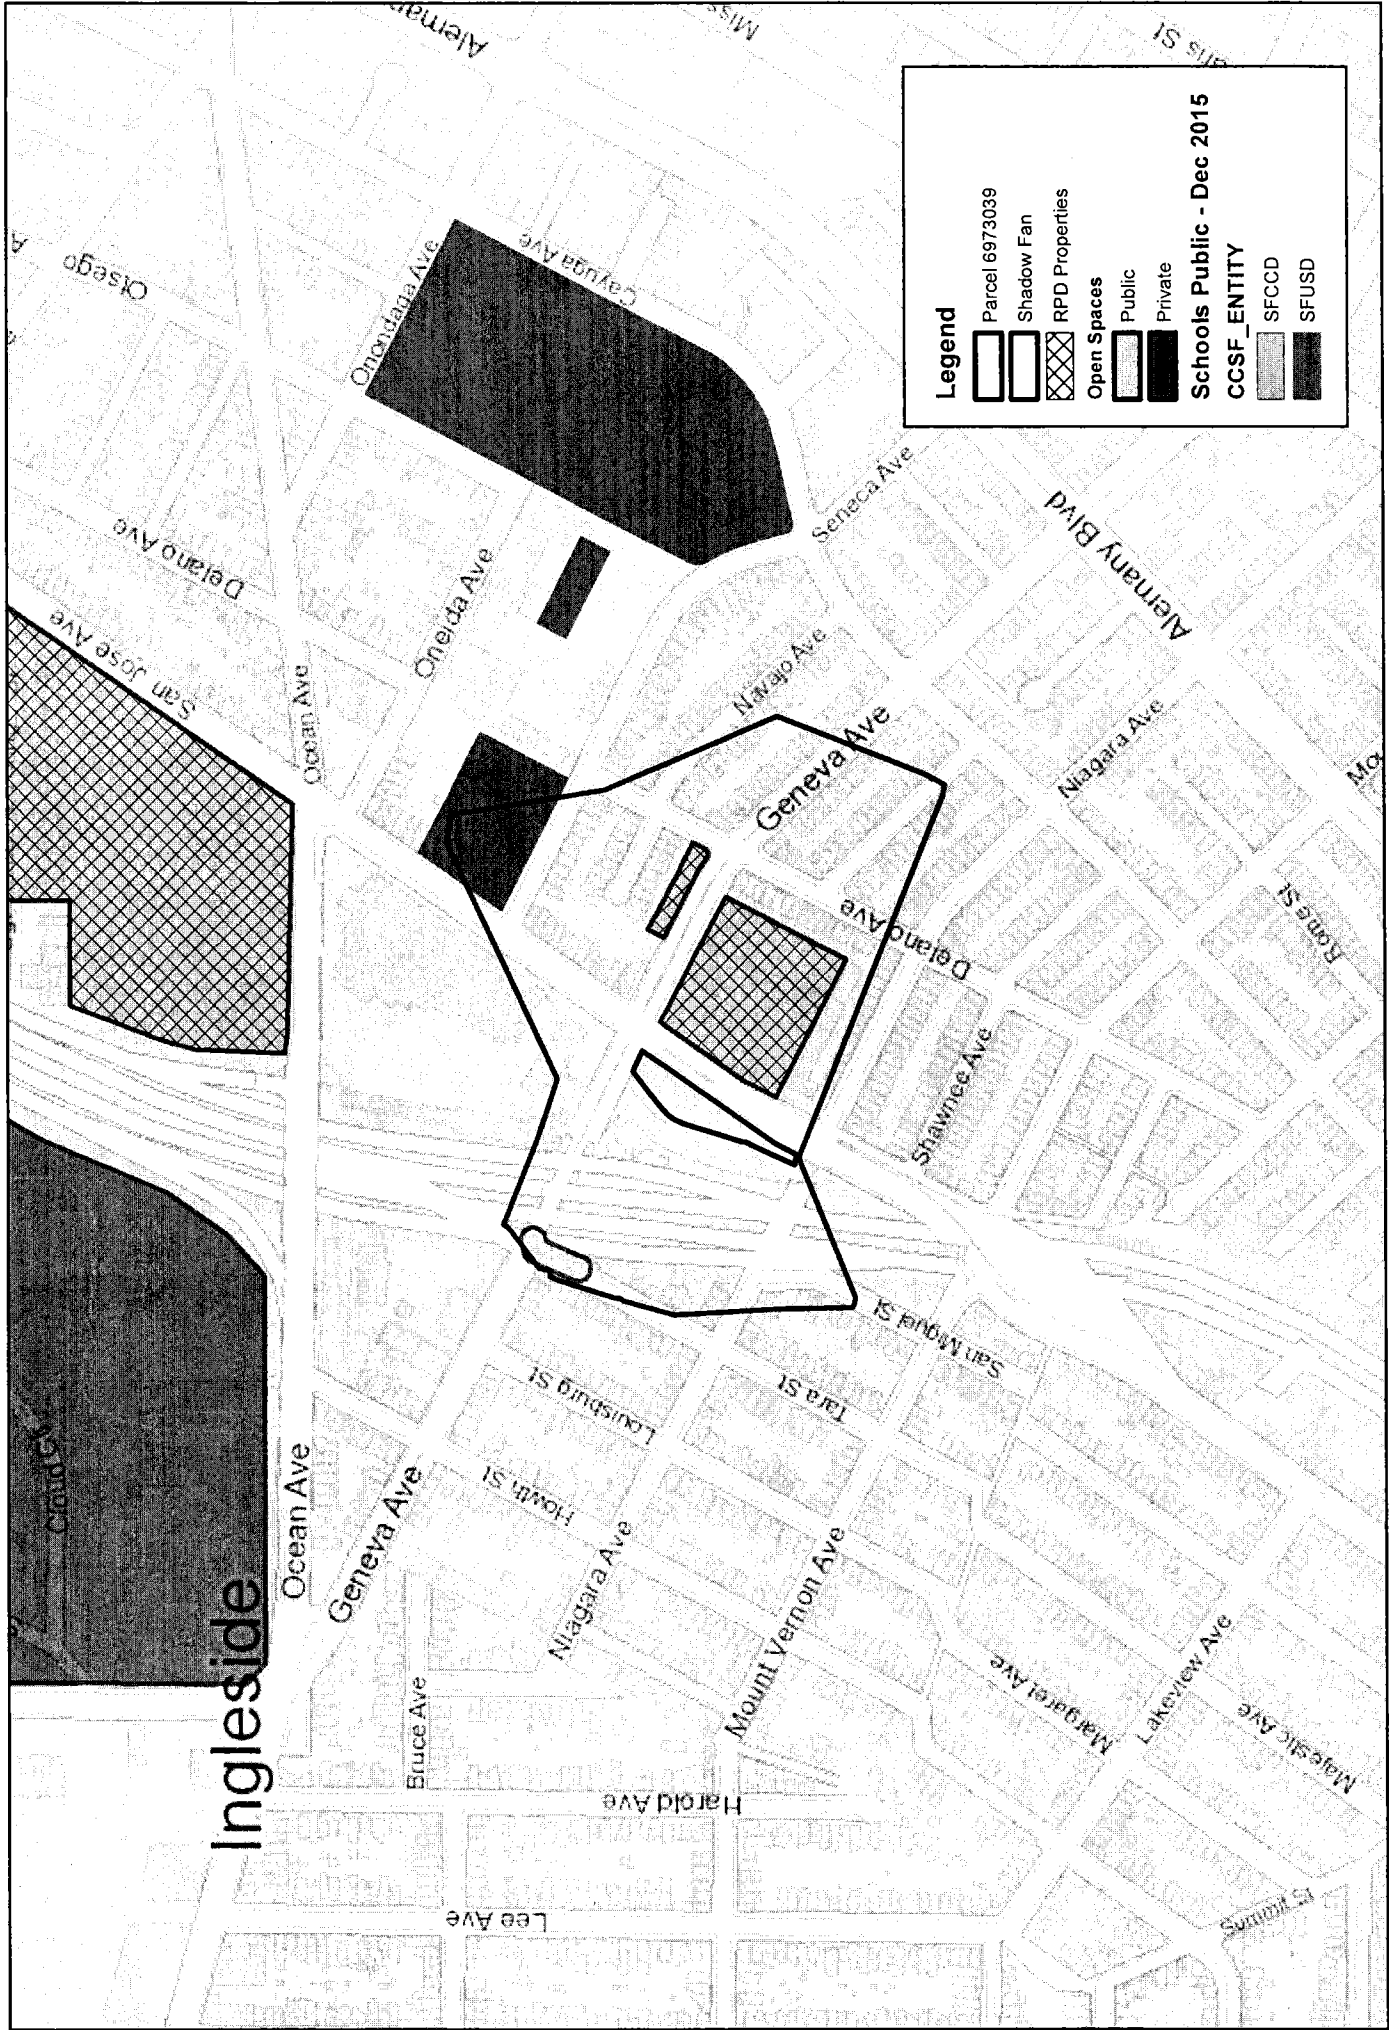 Ingleside
Cloud Cir
Ocean Ave
Geneva Ave
Bruce Ave
Harold Ave
Lee Ave
Howth St
Louisburg St
Niagara Ave
Tara St
San Miguel St
Mount Vernon Ave
Margaret Ave
Lakeview Ave
Majestic Ave
Summit St
San Jose Ave
Delano Ave
Ocean Ave
Oneida Ave
Otsego
Onondaga Ave
Cayuga Ave
Seneca Ave
Navajo Ave
Geneva Ave
Delano Ave
Shawnee Ave
Niagara Ave
Rome St
Alemany Blvd
Aleman
Miss
Mo
Legend
Parcel 6973039
Shadow Fan
RPD Properties
Open Spaces
Public
Private
Schools Public - Dec 2015
CCSF_ENTITY
SFCCD
SFUSD